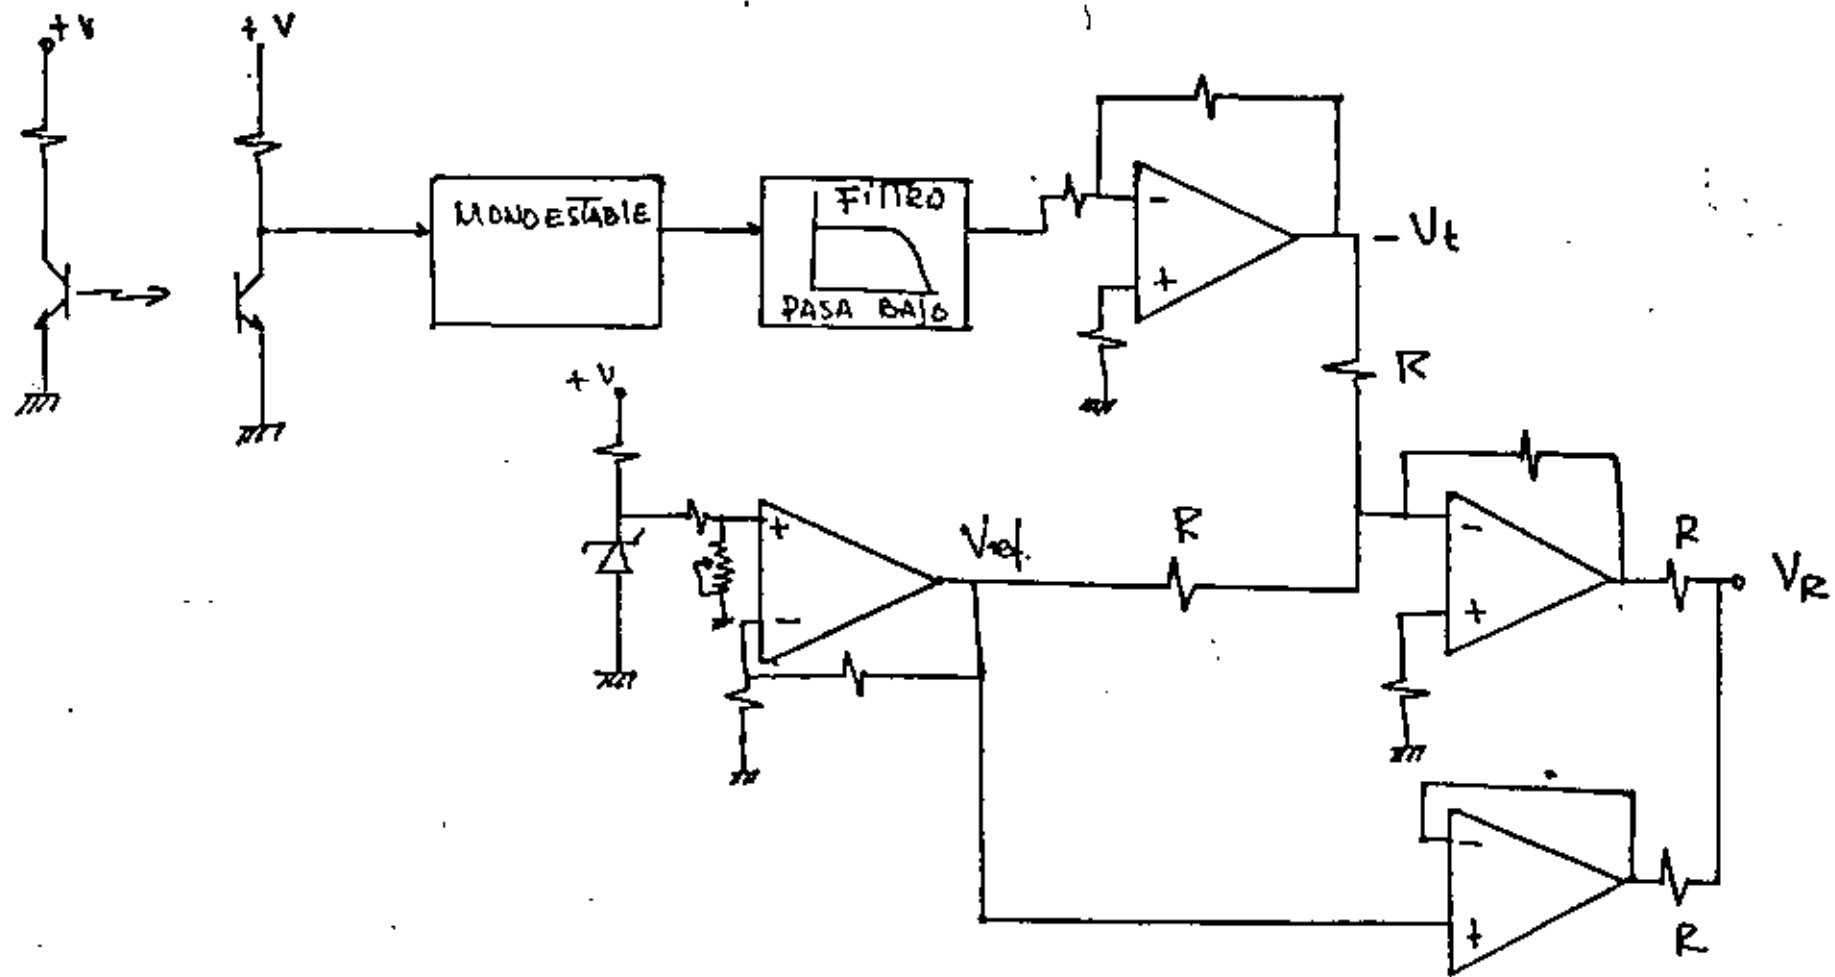 +V
+V
MONOESTABLE
FILTRO
PASA BAJO
-
+
- Vt
R
+V
+
-
Vref.
R
-
+
R
VR
-
+
R